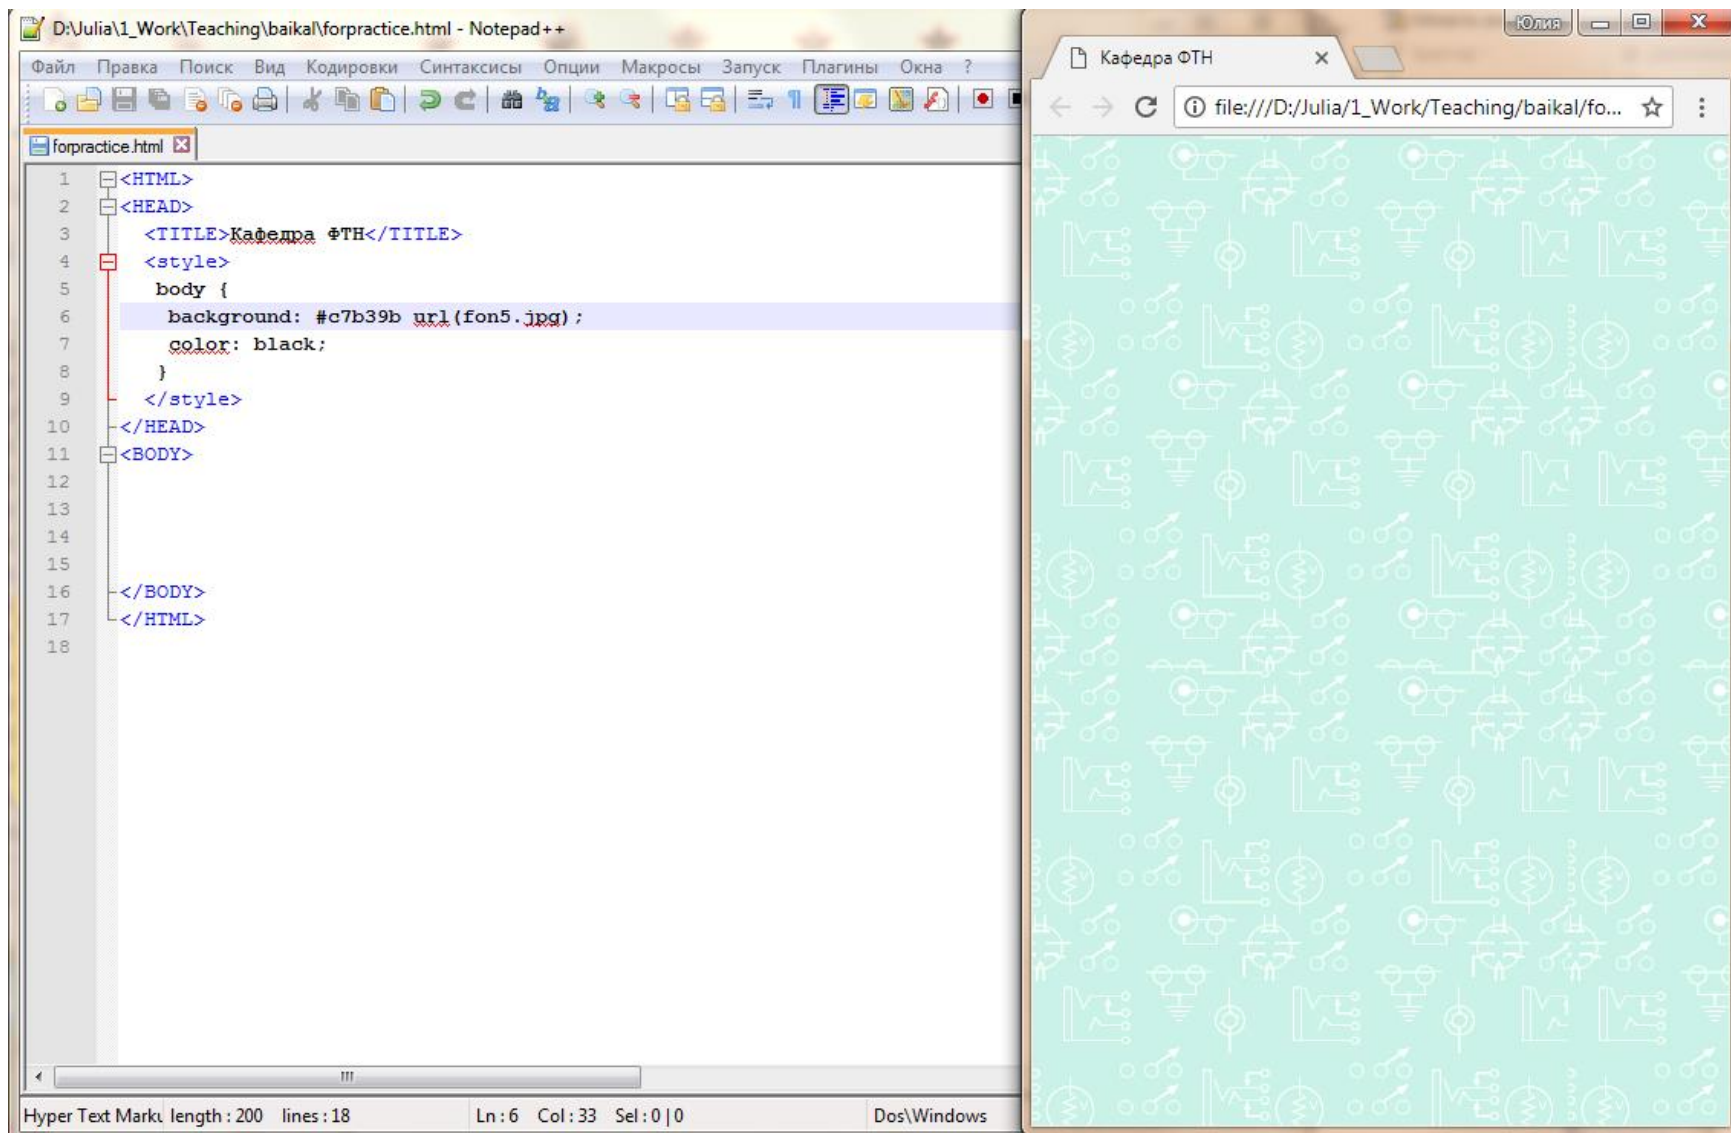 D:\Julia\1_Work\Teaching\baikal\forpractice.html - Notepad++
Файл Правка Поиск Вид Кодировки Синтаксисы Опции Макросы Запуск Плагины Окна ?
forpractice.html
1 <HTML>
2 <HEAD>
3 <TITLE>Кафедра ФТН</TITLE>
4 <style>
5 body {
6 background: #c7b39b url(fon5.jpg);
7 color: black;
8 }
9 </style>
10 </HEAD>
11 <BODY>
12
13
14
15
16 </BODY>
17 </HTML>
18
Hyper Text Marku length : 200 lines : 18 Ln : 6 Col : 33 Sel : 0 | 0 Dos\Windows
Юлия
Кафедра ФТН
file:///D:/Julia/1_Work/Teaching/baikal/fo...